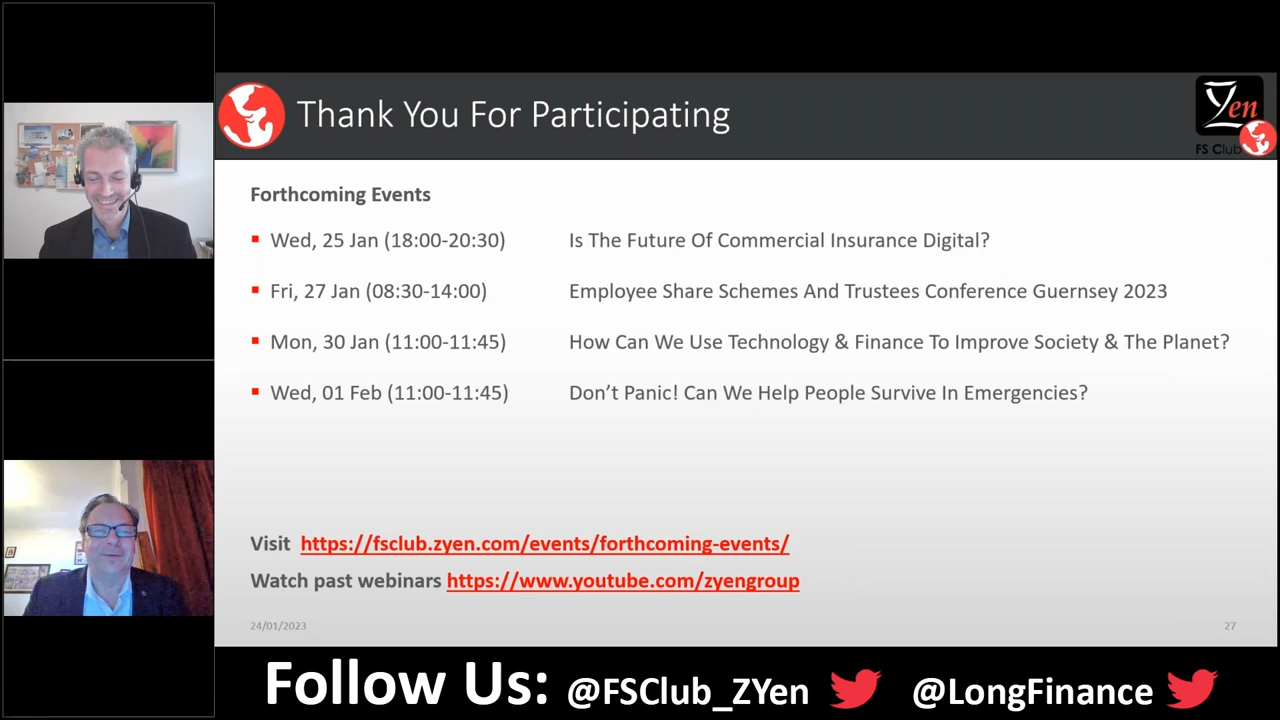 Thank You For Participating
Zen
FS Club
Forthcoming Events
Wed, 25 Jan (18:00-20:30) Is The Future Of Commercial Insurance Digital?
Fri, 27 Jan (08:30-14:00) Employee Share Schemes And Trustees Conference Guernsey 2023
Mon, 30 Jan (11:00-11:45) How Can We Use Technology & Finance To Improve Society & The Planet?
Wed, 01 Feb (11:00-11:45) Don’t Panic! Can We Help People Survive In Emergencies?
Visit https://fsclub.zyen.com/events/forthcoming-events/
Watch past webinars https://www.youtube.com/zyengroup
24/01/2023 27
Follow Us: @FSClub_ZYen @LongFinance